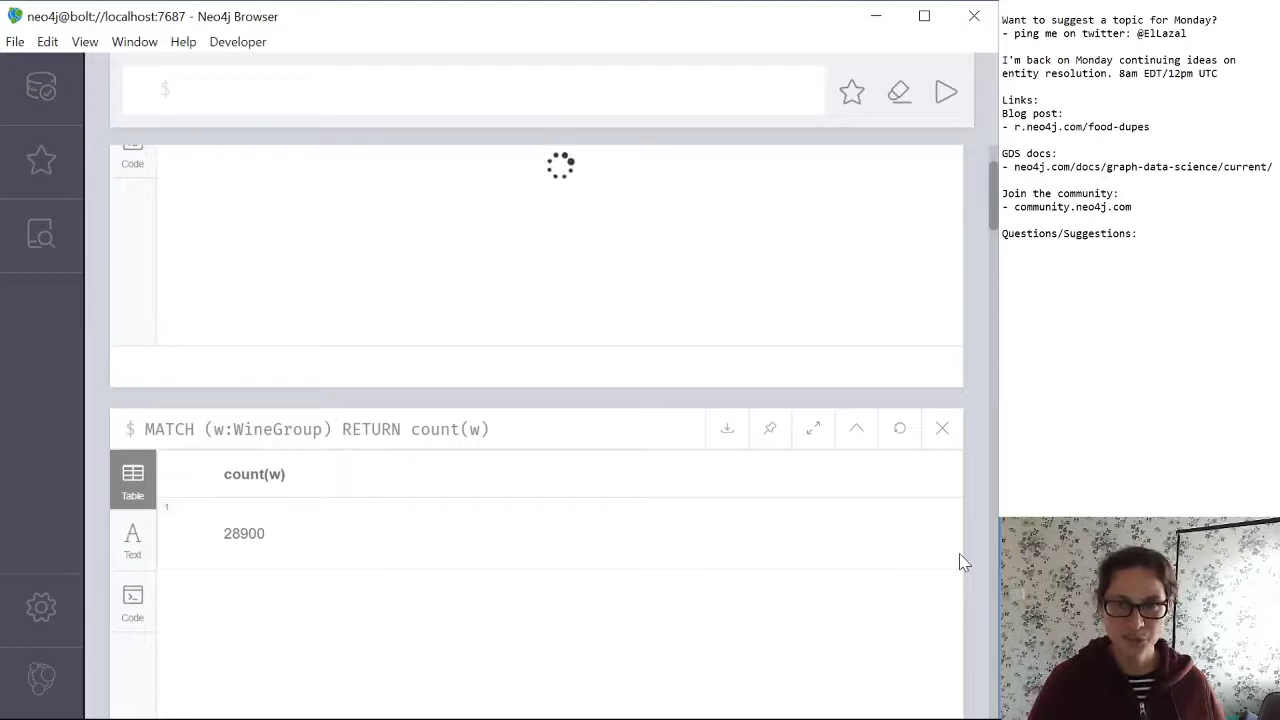 neo4j@bolt://localhost:7687 - Neo4j Browser
File Edit View Window Help Developer
$
Code
$ MATCH (w:WineGroup) RETURN count(w)
Table
count(w)
1
28900
A
Text
Code
Want to suggest a topic for Monday?
- ping me on twitter: @ElLazal
I'm back on Monday continuing ideas on
entity resolution. 8am EDT/12pm UTC
Links:
Blog post:
- r.neo4j.com/food-dupes
GDS docs:
- neo4j.com/docs/graph-data-science/current/
Join the community:
- community.neo4j.com
Questions/Suggestions: